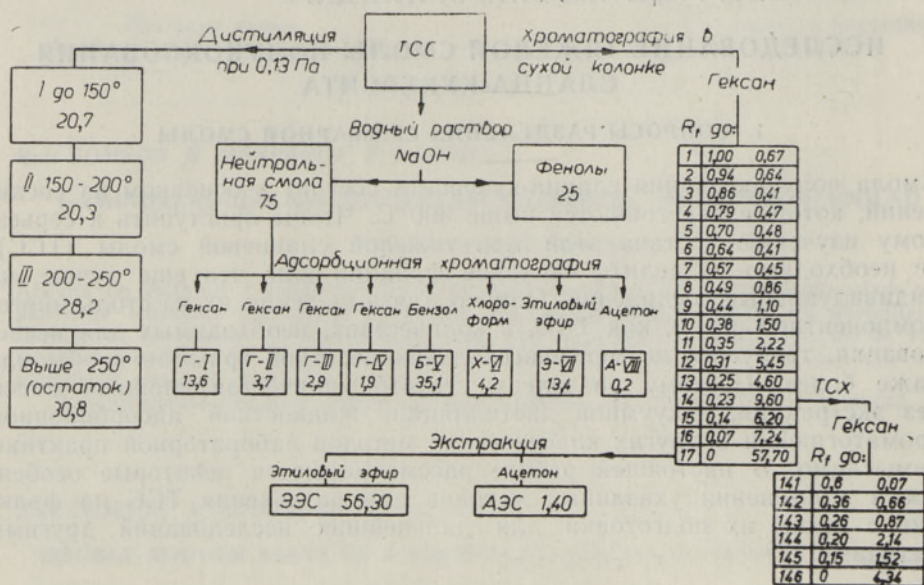 Дистилляция
при 0,13 Па
ТСС
Хроматография в
сухой колонке
Гексан
I до 150°
20,7
II 150-200°
20,3
III 200-250°
28,2
Выше 250°
(остаток)
30,8
Водный раствор
NaOH
Нейтраль-
ная смола
75
Фенолы
25
Адсорбционная хроматография
Гексан Гексан Гексан Гексан Бензол Хлоро-форм Этиловый эфир Ацетон
Г-I 13,6
Г-II 3,7
Г-III 2,9
Г-IV 1,9
Б-V 35,1
Х-VI 4,2
Э-VII 13,4
А-VIII 0,2
Экстракция
Этиловый эфир
ЭЭС 56,30
Ацетон
АЭС 1,40
Rf до:
1 1,00 0,67
2 0,94 0,64
3 0,86 0,41
4 0,79 0,47
5 0,70 0,48
6 0,64 0,41
7 0,57 0,45
8 0,49 0,86
9 0,44 1,10
10 0,38 1,50
11 0,35 2,22
12 0,31 5,45
13 0,25 4,60
14 0,23 9,60
15 0,14 6,20
16 0,07 7,24
17 0 57,70
ТСХ
Гексан
Rf до:
141 0,6 0,07
142 0,36 0,66
143 0,26 0,87
144 0,20 2,14
145 0,15 1,52
146 0 4,34